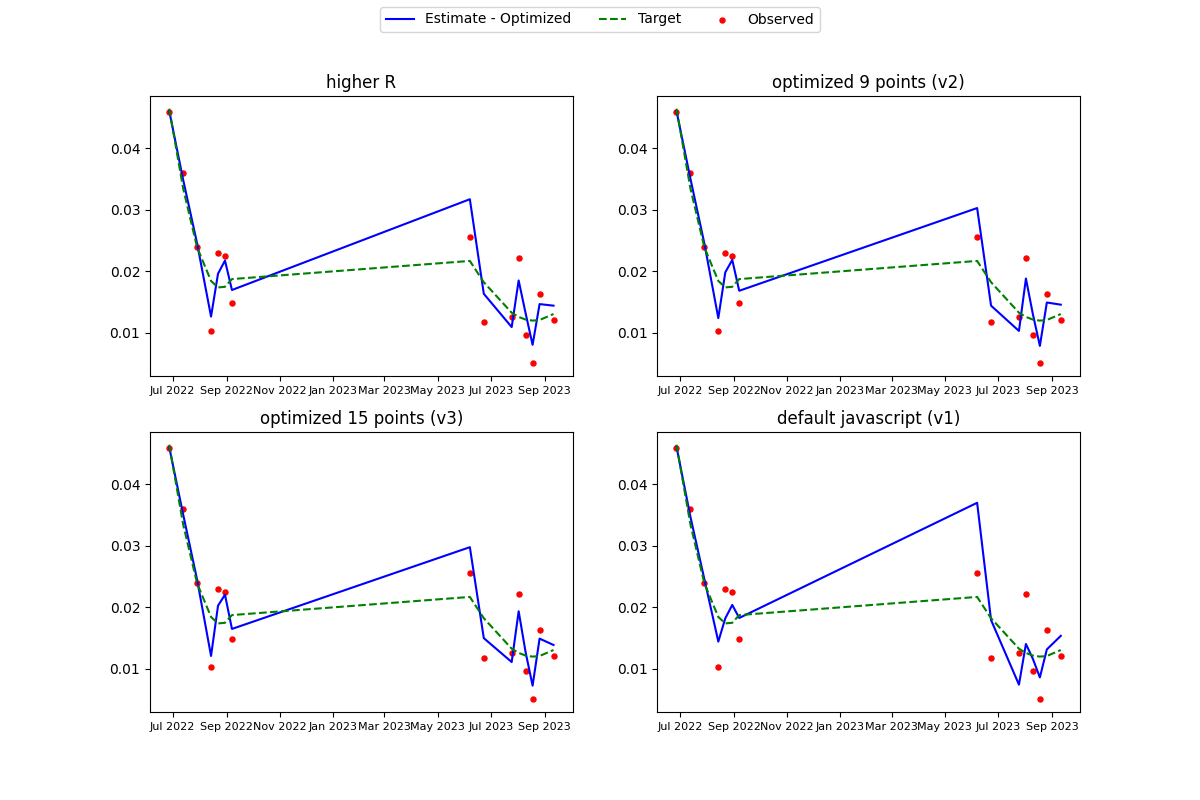 Estimate - Optimized Target Observed
higher R
0.04
0.03
0.02
0.01
Jul 2022 Sep 2022 Nov 2022 Jan 2023 Mar 2023 May 2023 Jul 2023 Sep 2023
optimized 9 points (v2)
0.04
0.03
0.02
0.01
Jul 2022 Sep 2022 Nov 2022 Jan 2023 Mar 2023 May 2023 Jul 2023 Sep 2023
optimized 15 points (v3)
0.04
0.03
0.02
0.01
Jul 2022 Sep 2022 Nov 2022 Jan 2023 Mar 2023 May 2023 Jul 2023 Sep 2023
default javascript (v1)
0.04
0.03
0.02
0.01
Jul 2022 Sep 2022 Nov 2022 Jan 2023 Mar 2023 May 2023 Jul 2023 Sep 2023